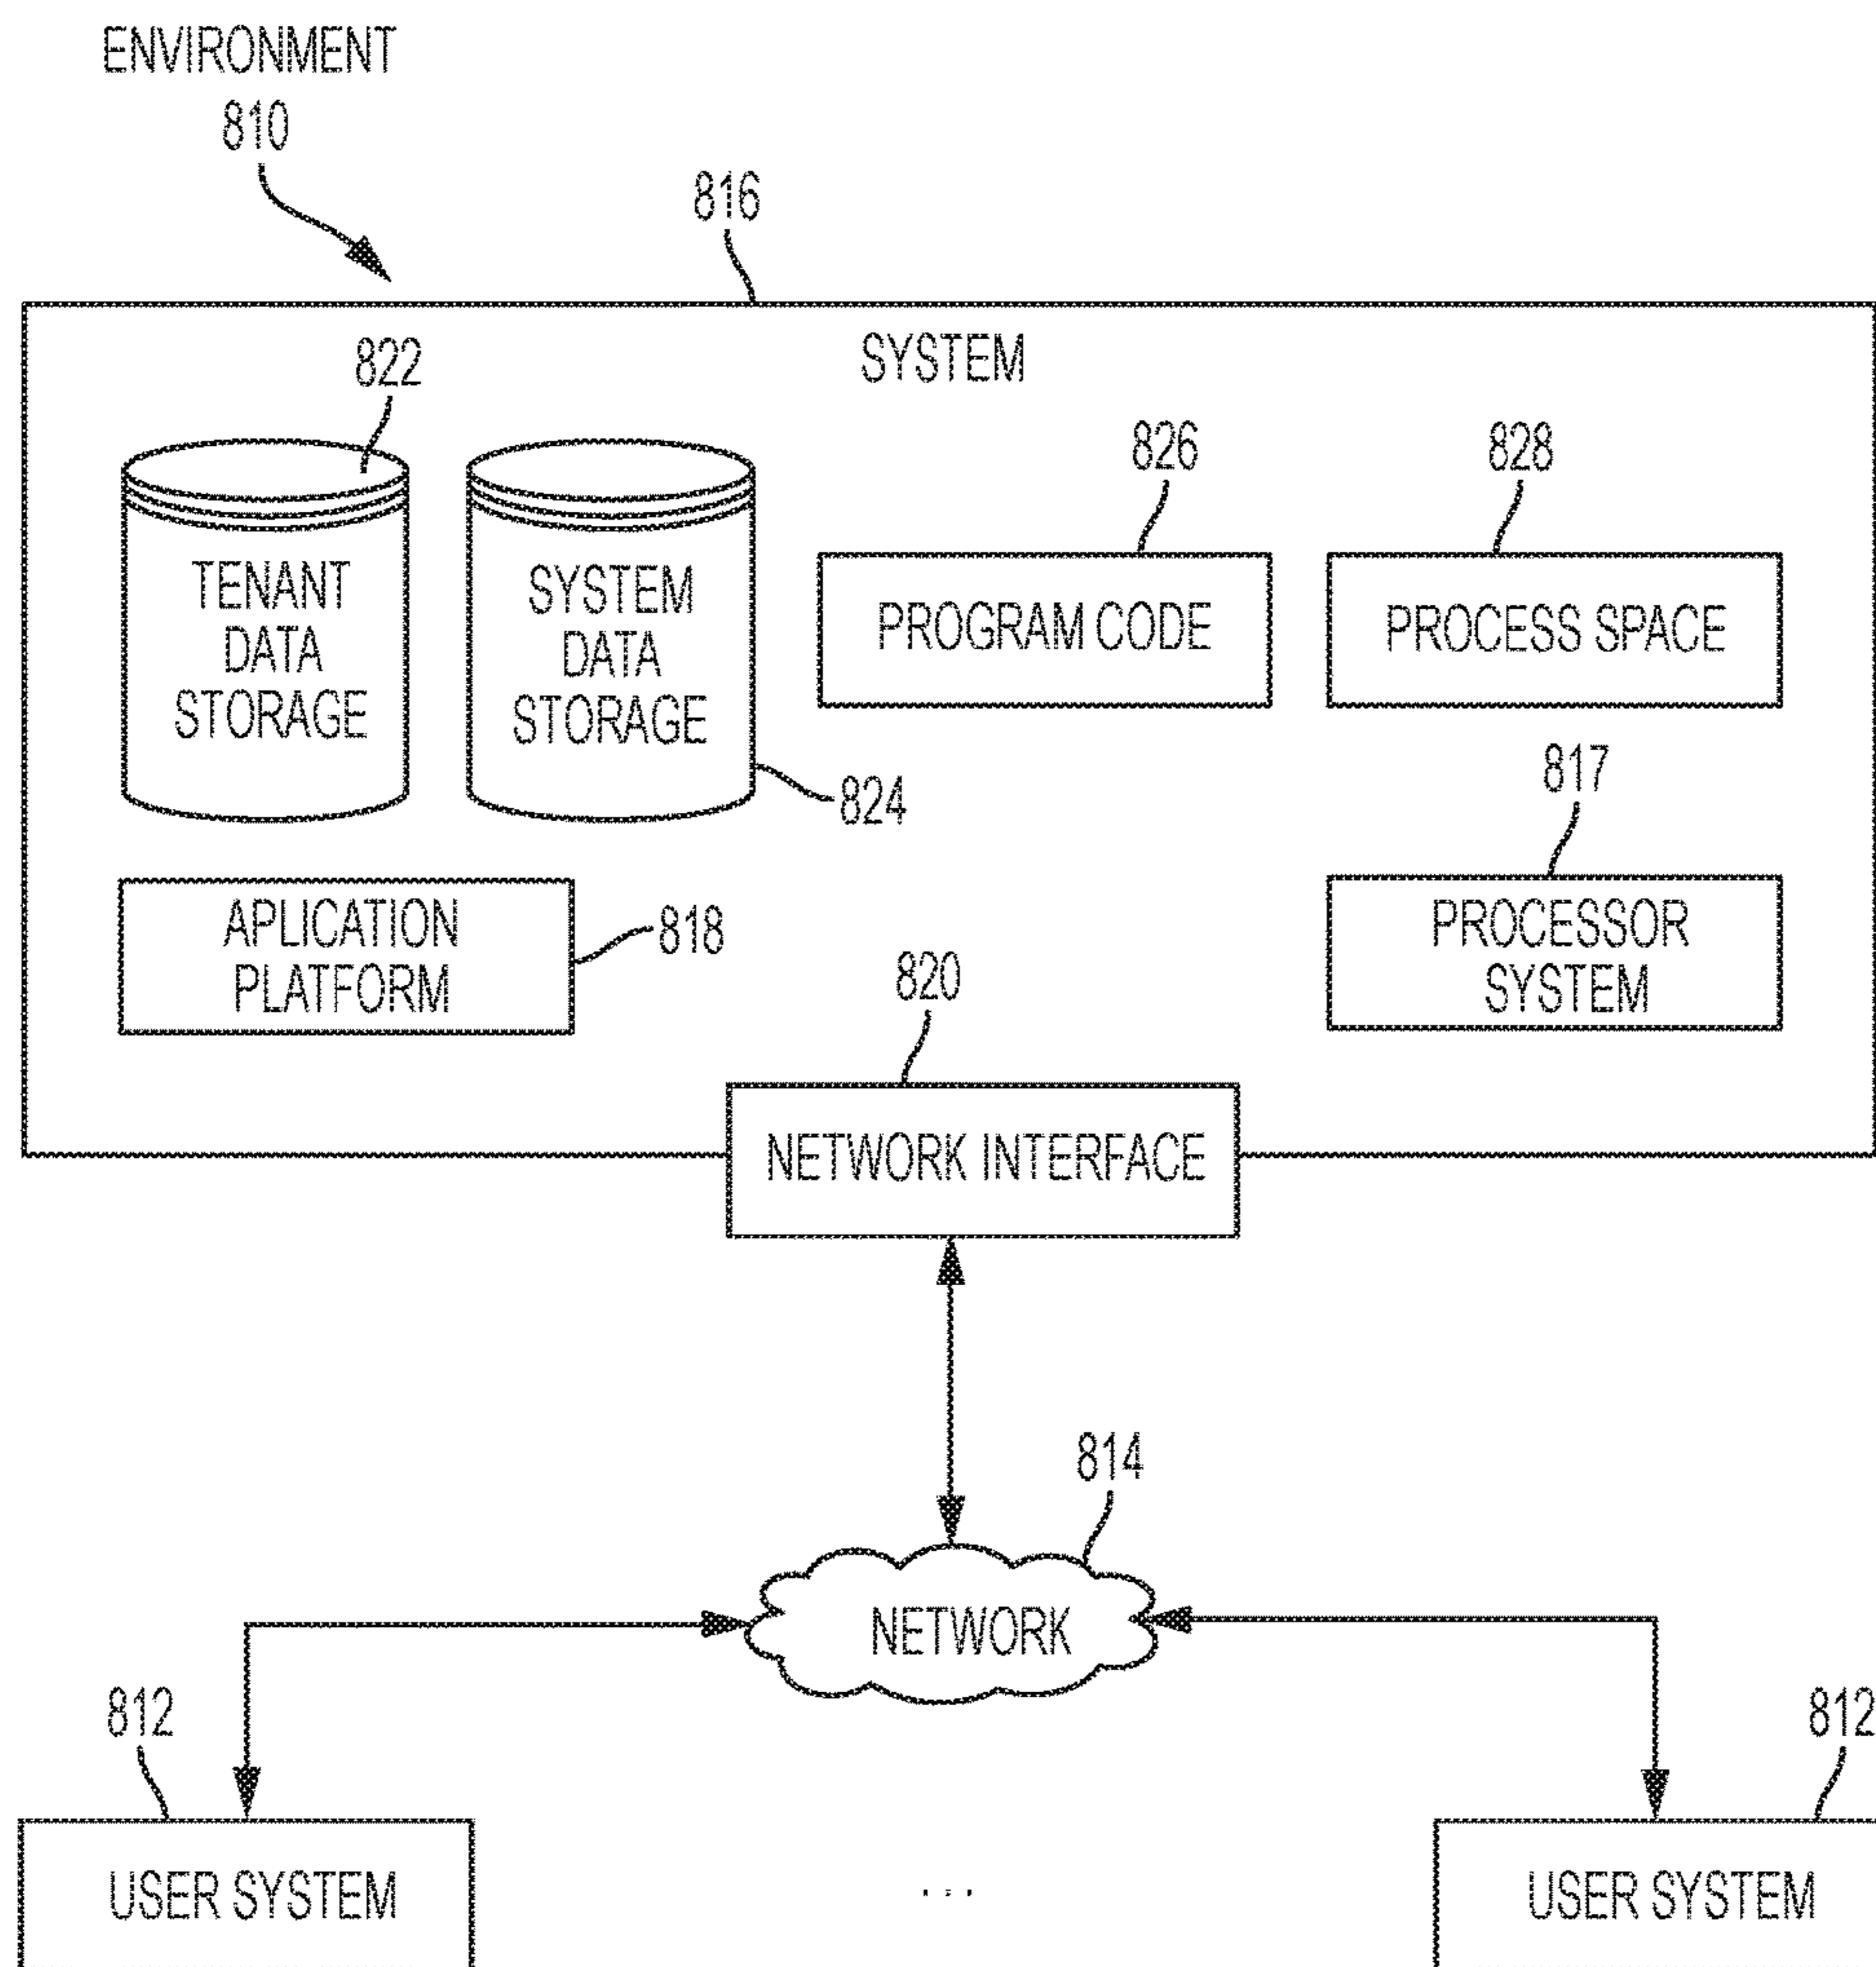 ENVIRONMENT
810
816
SYSTEM
822
826
828
TENANT
DATA
STORAGE
SYSTEM
DATA
STORAGE
PROGRAM CODE
PROCESS SPACE
824
817
APLICATION
PLATFORM
818
820
PROCESSOR
SYSTEM
NETWORK INTERFACE
814
NETWORK
812
812
USER SYSTEM
...
USER SYSTEM